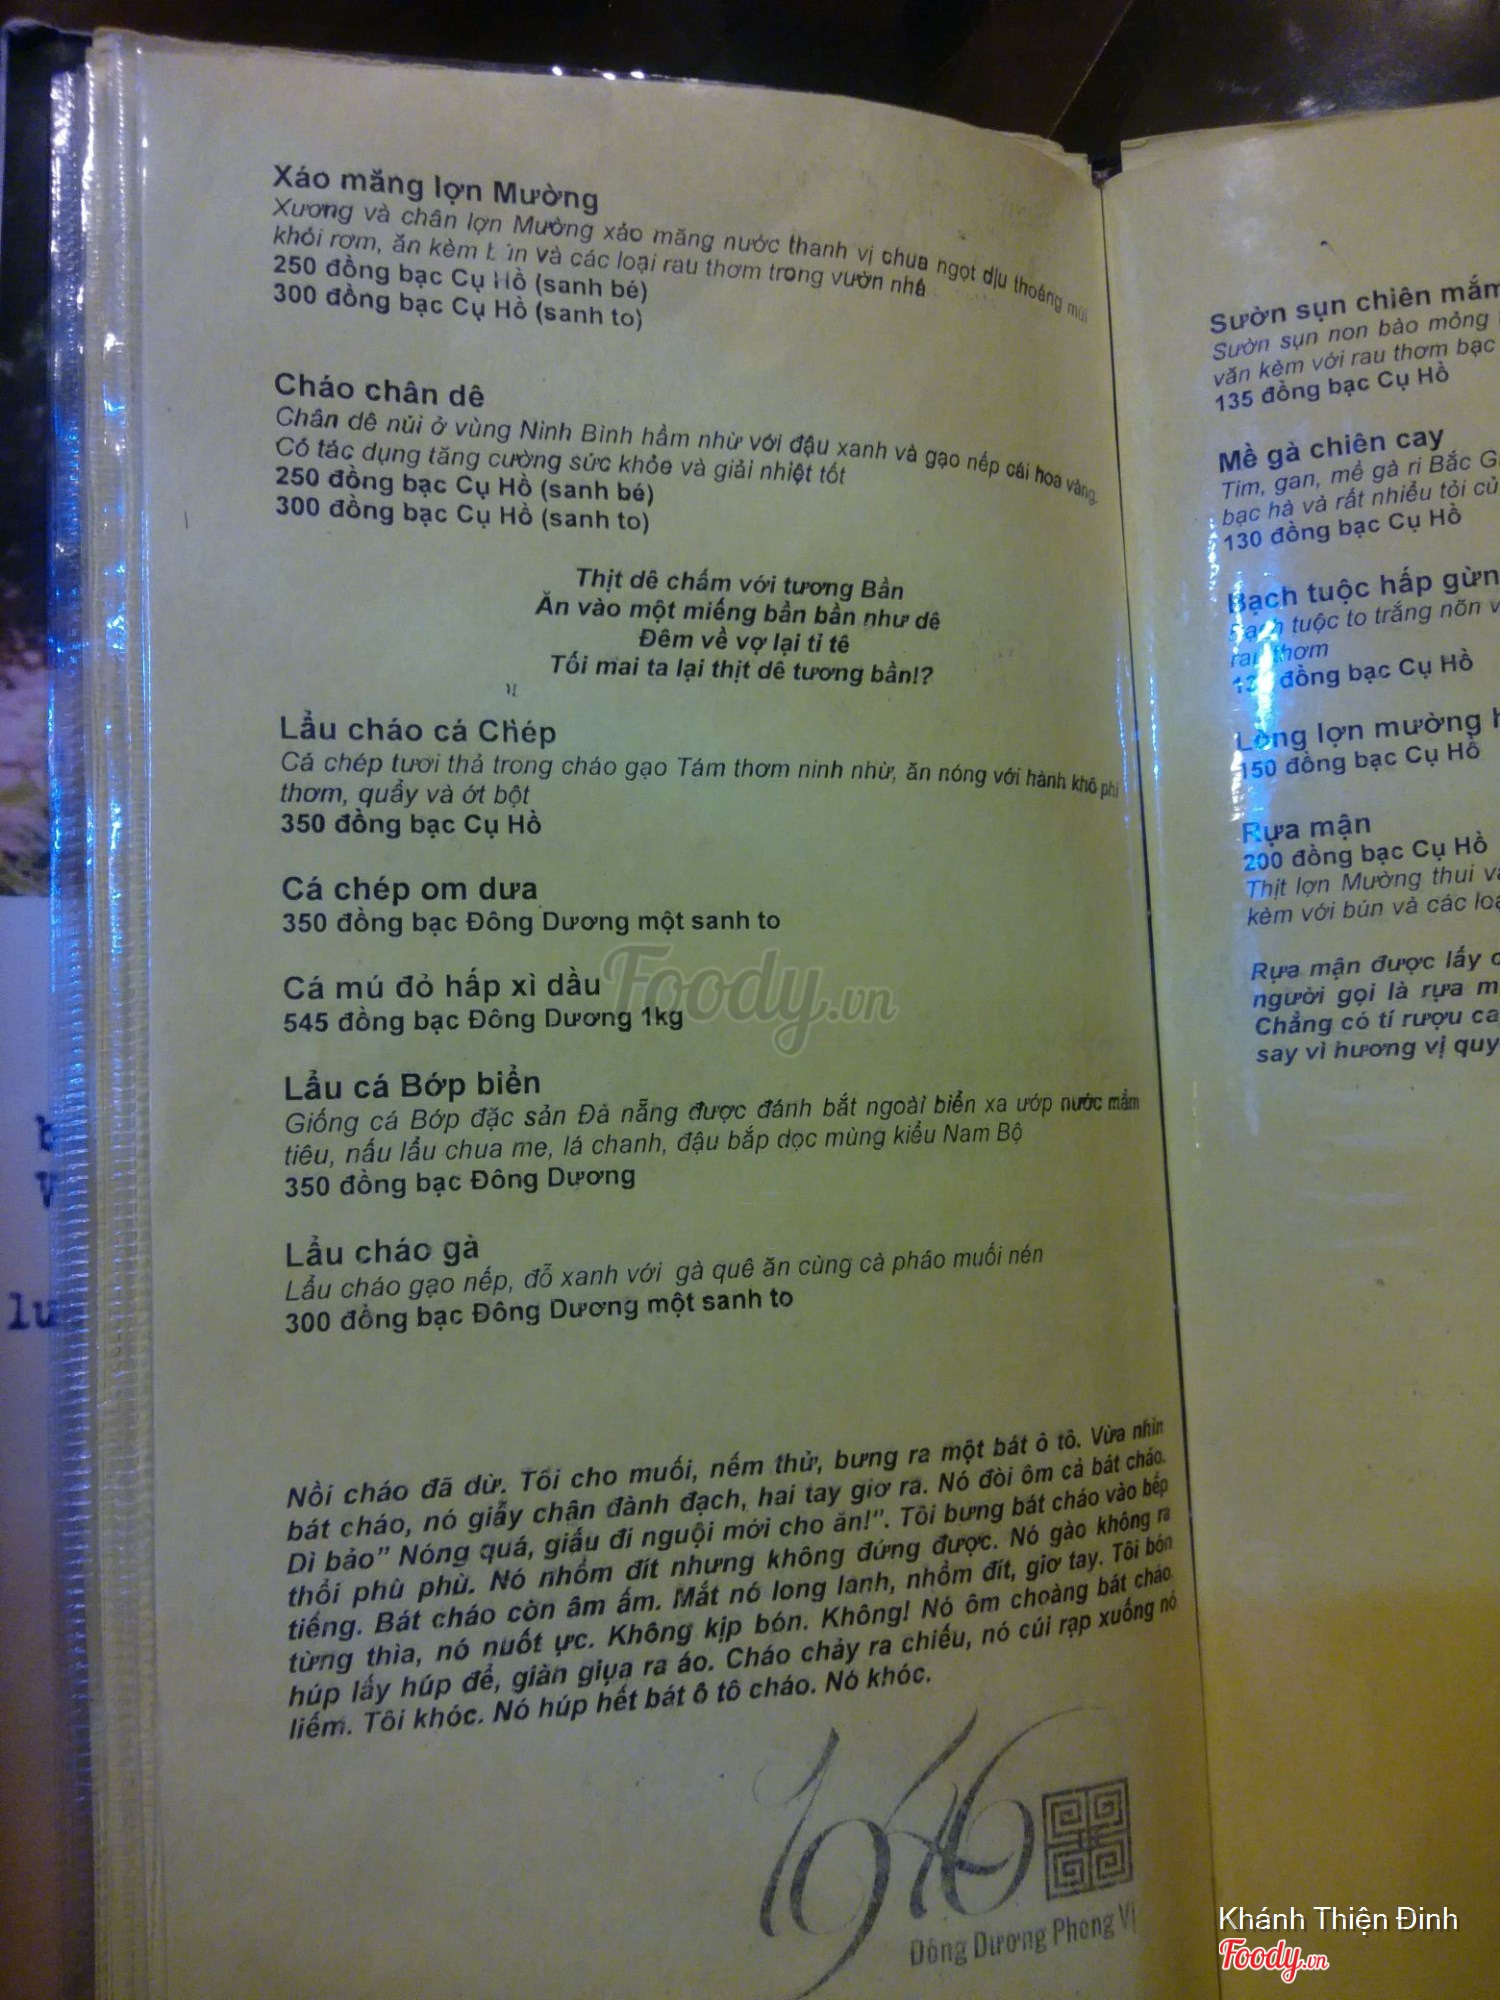 Xáo măng lợn Mường
Xương và chân lợn Mường xáo măng nước thanh vị chua ngọt dịu thoảng mùi
khói rơm, ăn kèm bún và các loại rau thơm trong vườn nhà
250 đồng bạc Cụ Hồ (sanh bé)
300 đồng bạc Cụ Hồ (sanh to)
Cháo chân dê
Chân dê núi ở vùng Ninh Bình hầm nhừ với đậu xanh và gạo nếp cái hoa vàng.
Có tác dụng tăng cường sức khỏe và giải nhiệt tốt
250 đồng bạc Cụ Hồ (sanh bé)
300 đồng bạc Cụ Hồ (sanh to)
Thịt dê chấm với tương Bần
Ăn vào một miếng bần bần như dê
Đêm về vợ lại tỉ tê
Tối mai ta lại thịt dê tương bần!?
Lẩu cháo cá Chép
Cá chép tươi thả trong cháo gạo Tám thơm ninh nhừ, ăn nóng với hành khô phi
thơm, quẩy và ớt bột
350 đồng bạc Cụ Hồ
Cá chép om dưa
350 đồng bạc Đông Dương một sanh to
Cá mú đỏ hấp xì dầu
545 đồng bạc Đông Dương 1kg
Lẩu cá Bớp biển
Giống cá Bớp đặc sản Đà nẵng được đánh bắt ngoài biển xa ướp nước mắm
tiêu, nấu lẩu chua me, lá chanh, đậu bắp dọc mùng kiểu Nam Bộ
350 đồng bạc Đông Dương
Lẩu cháo gà
Lẩu cháo gạo nếp, đỗ xanh với gà quê ăn cùng cà pháo muối nén
300 đồng bạc Đông Dương một sanh to
Nồi cháo đã dừ. Tôi cho muối, nếm thử, bưng ra một bát ô tô. Vừa nhìn
bát cháo, nó giẫy chận đành đạch, hai tay giơ ra. Nó đòi ôm cả bát cháo.
Dì bảo" Nóng quá, giấu đi nguội mới cho ăn!". Tôi bưng bát cháo vào bếp
thổi phù phù. Nó nhổm đít nhưng không đứng được. Nó gào không ra
tiếng. Bát cháo còn âm ấm. Mắt nó long lanh, nhổm đít, giơ tay. Tôi bón
từng thìa, nó nuốt ực. Không kịp bón. Không! Nó ôm choàng bát cháo
húp lấy húp để, giàn giụa ra áo. Cháo chảy ra chiếu, nó cúi rạp xuống nó
liếm. Tôi khóc. Nó húp hết bát ô tô cháo. Nó khóc.
1946
Đông Dương Phong Vị
Sườn sụn chiên mắm
Sườn sụn non bào mỏng
văn kèm với rau thơm bạc
135 đồng bạc Cụ Hồ
Mề gà chiên cay
Tim, gan, mề gà ri Bắc
bạc hà và rất nhiều tỏi
130 đồng bạc Cụ Hồ
Bạch tuộc hấp gừng
Bạch tuộc to trắng nõn
rau thơm
đồng bạc Cụ Hồ
Lòng lợn mường
150 đồng bạc Cụ Hồ
Rựa mận
200 đồng bạc Cụ Hồ
Thịt lợn Mường thui
kèm với bún và các loại
Rựa mận được lấy
người gọi là rựa
Chẳng có tí rượu
say vì hương vị
Foody.vn
Khánh Thiện Đinh
Foody.vn